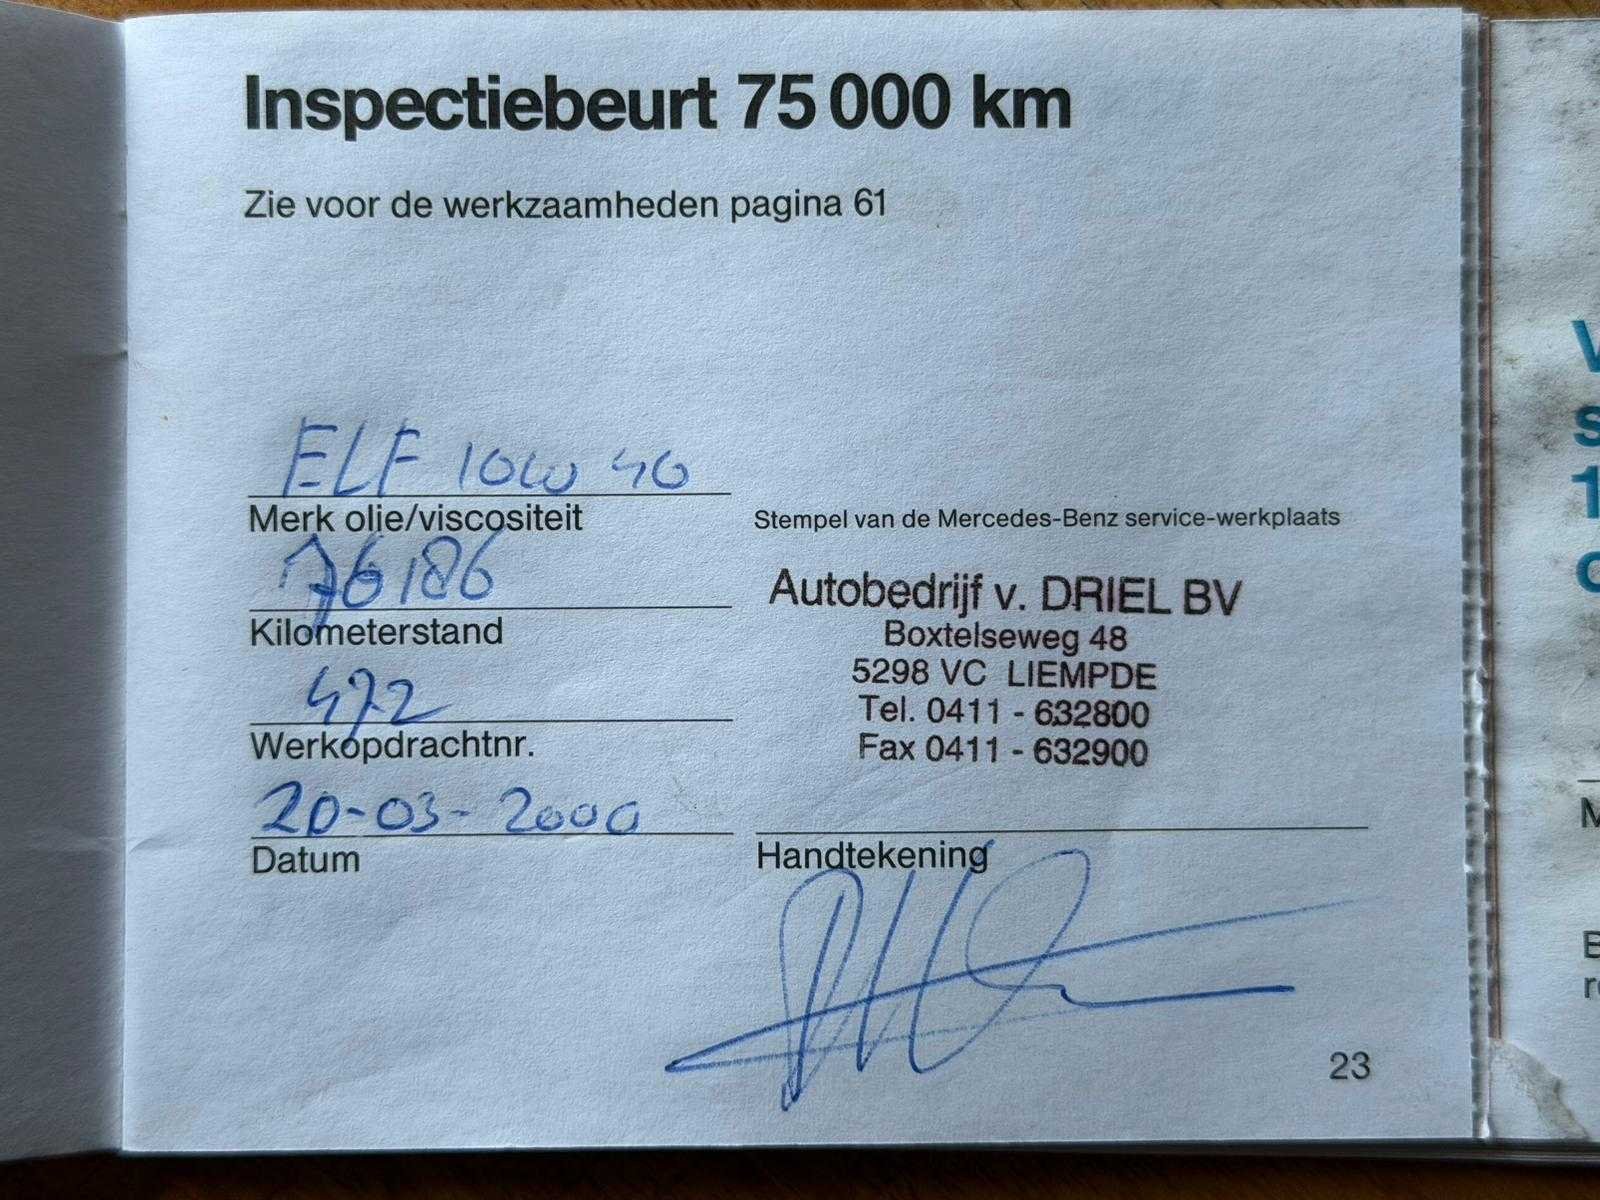 Inspectiebeurt 75 000 km
Zie voor de werkzaamheden pagina 61
ELF 10W 40
Merk olie/viscositeit
76186
Kilometerstand
472
Werkopdrachtnr.
20-03-2000
Datum
Stempel van de Mercedes-Benz service-werkplaats
Autobedrijf v. DRIEL BV
Boxtelseweg 48
5298 VC LIEMPDE
Tel. 0411 - 632800
Fax 0411 - 632900
Handtekening
23